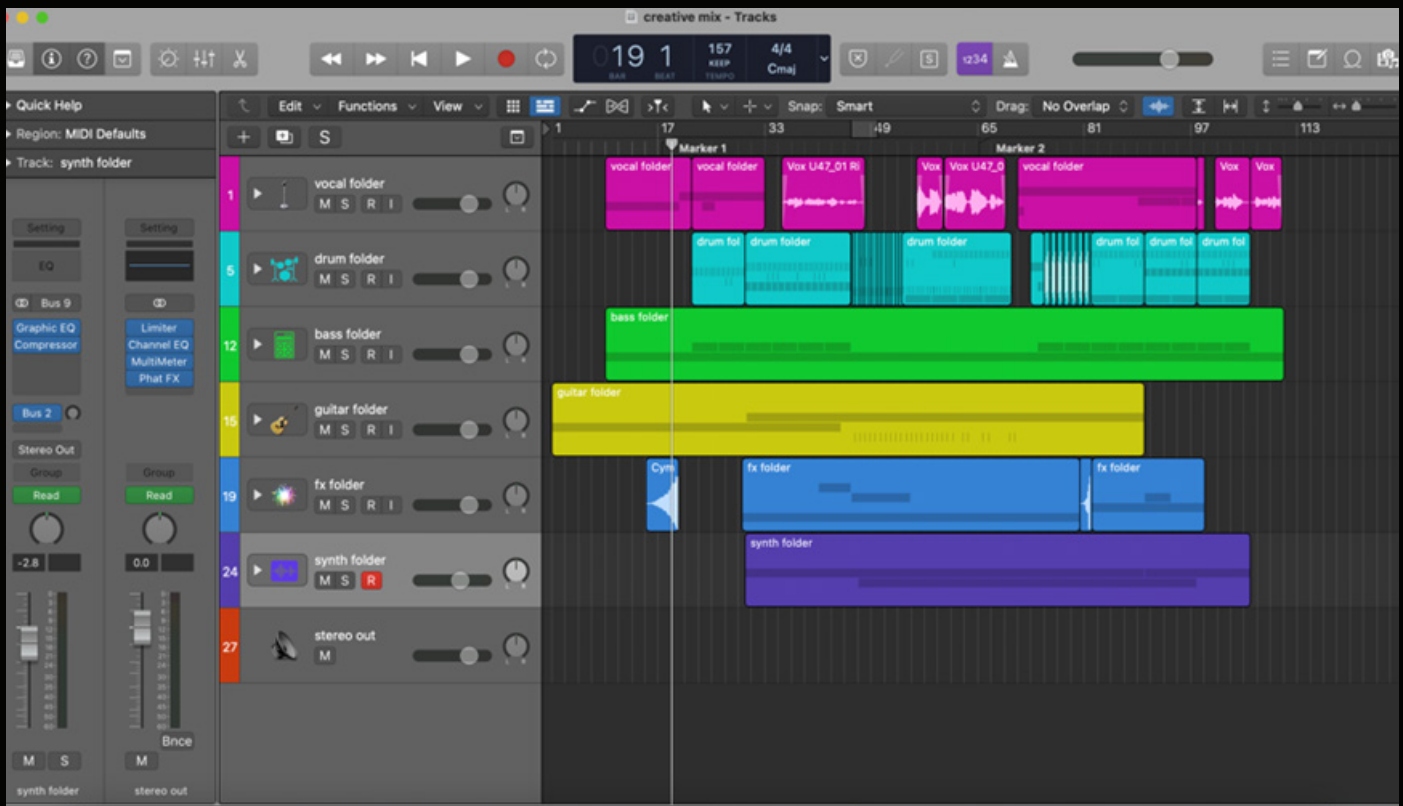 creative mix - Tracks
19 1 157 4/4
KEEP Cmaj
BAR BEAT TEMPO
S 1234
Quick Help
Region: MIDI Defaults
Track: synth folder
Edit Functions View Snap: Smart Drag: No Overlap
S
1 17 33 49 65 81 97 113
Marker 1 Marker 2
Setting Setting
EQ
Bus 9
Graphic EQ Limiter
Compressor Channel EQ
MultiMeter
Phat FX
Bus 2
Stereo Out
Group Group
Read Read
-2.8 0.0
Bnce
M S M
synth folder stereo out
1 vocal folder
M S R I
vocal folder vocal folder Vox U47_01 Ri Vox Vox U47_0 vocal folder Vox Vox
5 drum folder
M S R I
drum fol drum folder drum folder drum fol drum fol drum fol
12 bass folder
M S R I
bass folder
15 guitar folder
M S R I
guitar folder
19 fx folder
M S R I
Cym fx folder fx folder
24 synth folder
M S R
synth folder
27 stereo out
M